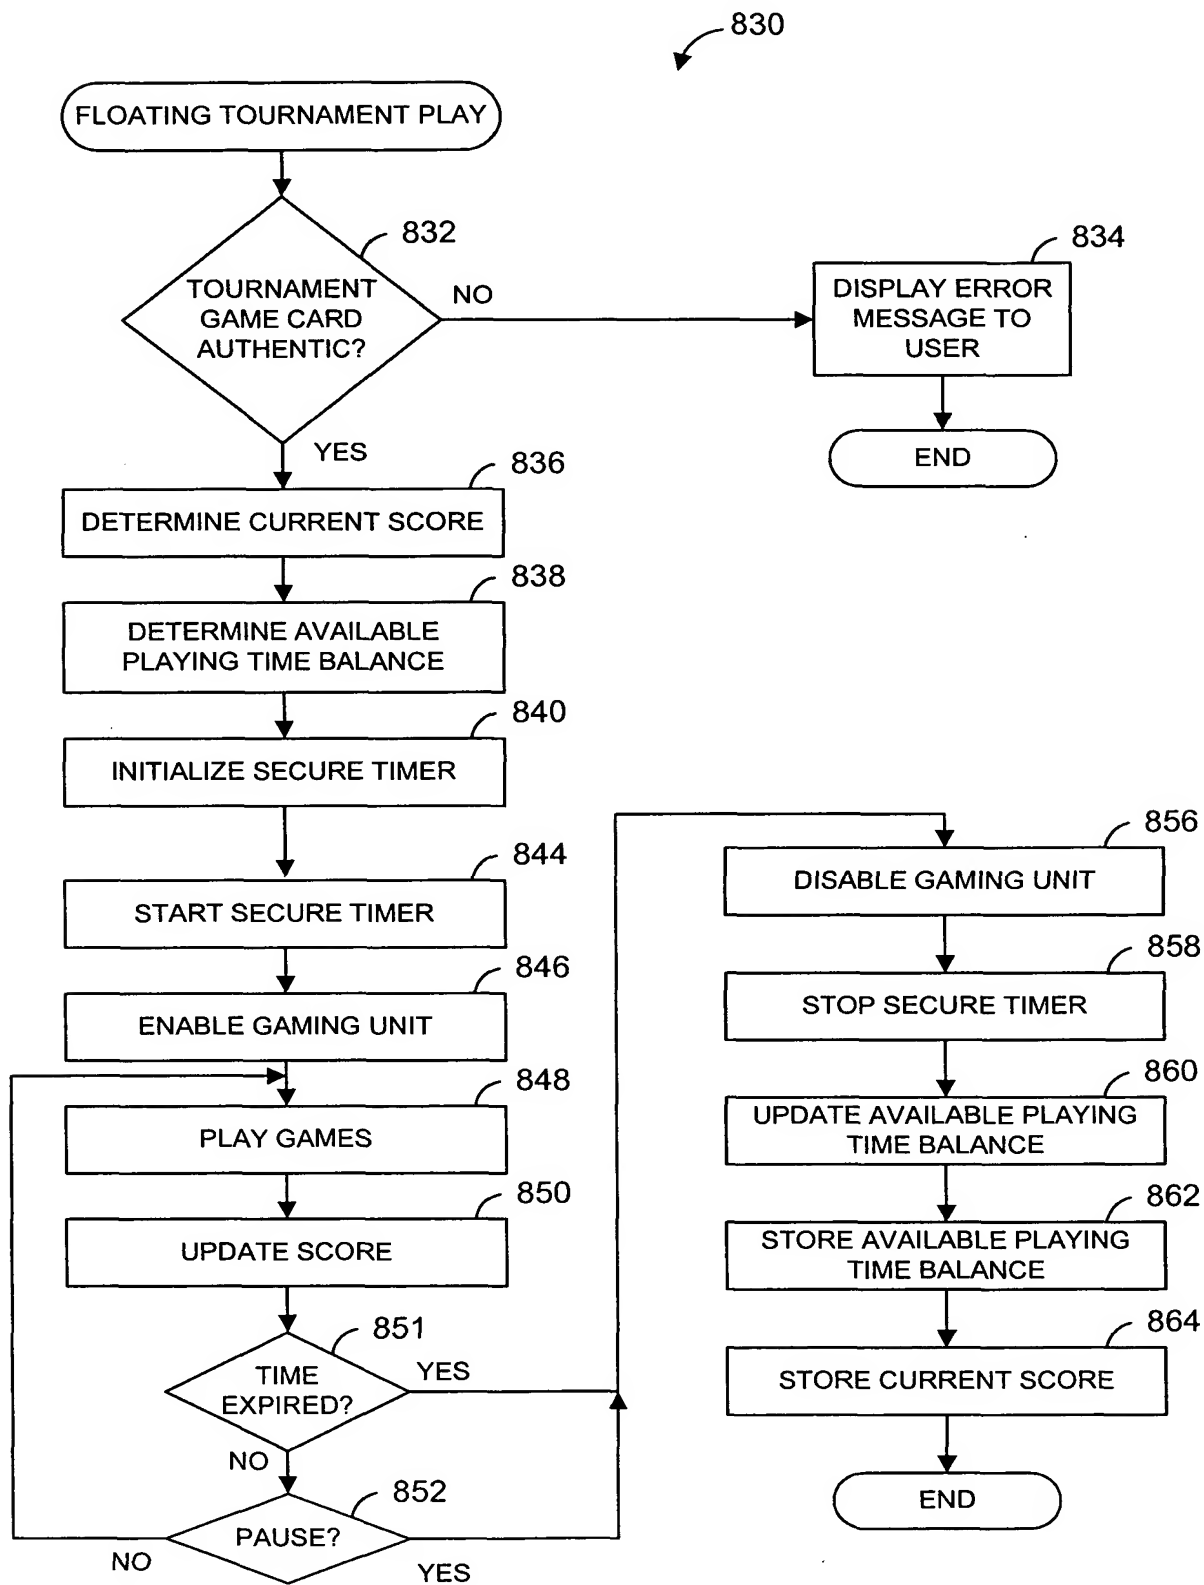 830
FLOATING TOURNAMENT PLAY
832
TOURNAMENT
GAME CARD
AUTHENTIC?
NO
834
DISPLAY ERROR
MESSAGE TO
USER
END
YES
836
DETERMINE CURRENT SCORE
838
DETERMINE AVAILABLE
PLAYING TIME BALANCE
840
INITIALIZE SECURE TIMER
844
START SECURE TIMER
846
ENABLE GAMING UNIT
848
PLAY GAMES
850
UPDATE SCORE
851
TIME
EXPIRED?
YES
NO
852
PAUSE?
NO
YES
856
DISABLE GAMING UNIT
858
STOP SECURE TIMER
860
UPDATE AVAILABLE PLAYING
TIME BALANCE
862
STORE AVAILABLE PLAYING
TIME BALANCE
864
STORE CURRENT SCORE
END